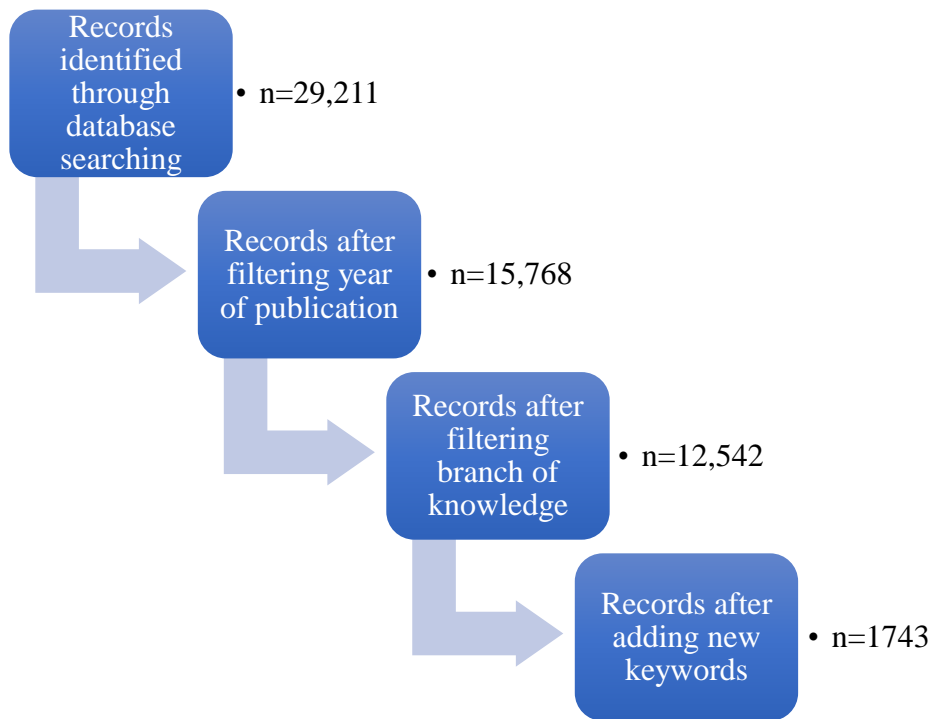 Records
identified
through
database
searching
• n=29,211
Records after
filtering year
of publication
• n=15,768
Records after
filtering
branch of
knowledge
• n=12,542
Records after
adding new
keywords
• n=1743